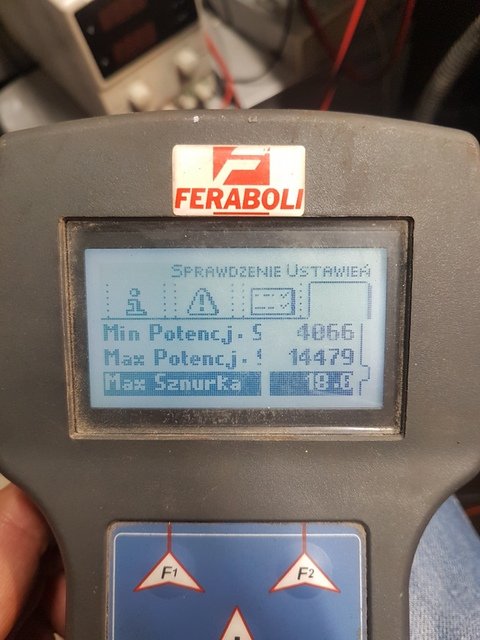 FERABOLI
SPRAWDZENIE USTAWIEŃ
Min Potencj. S 4066
Max Potencj. 14479
Max Sznurka 18.0
F1 F2